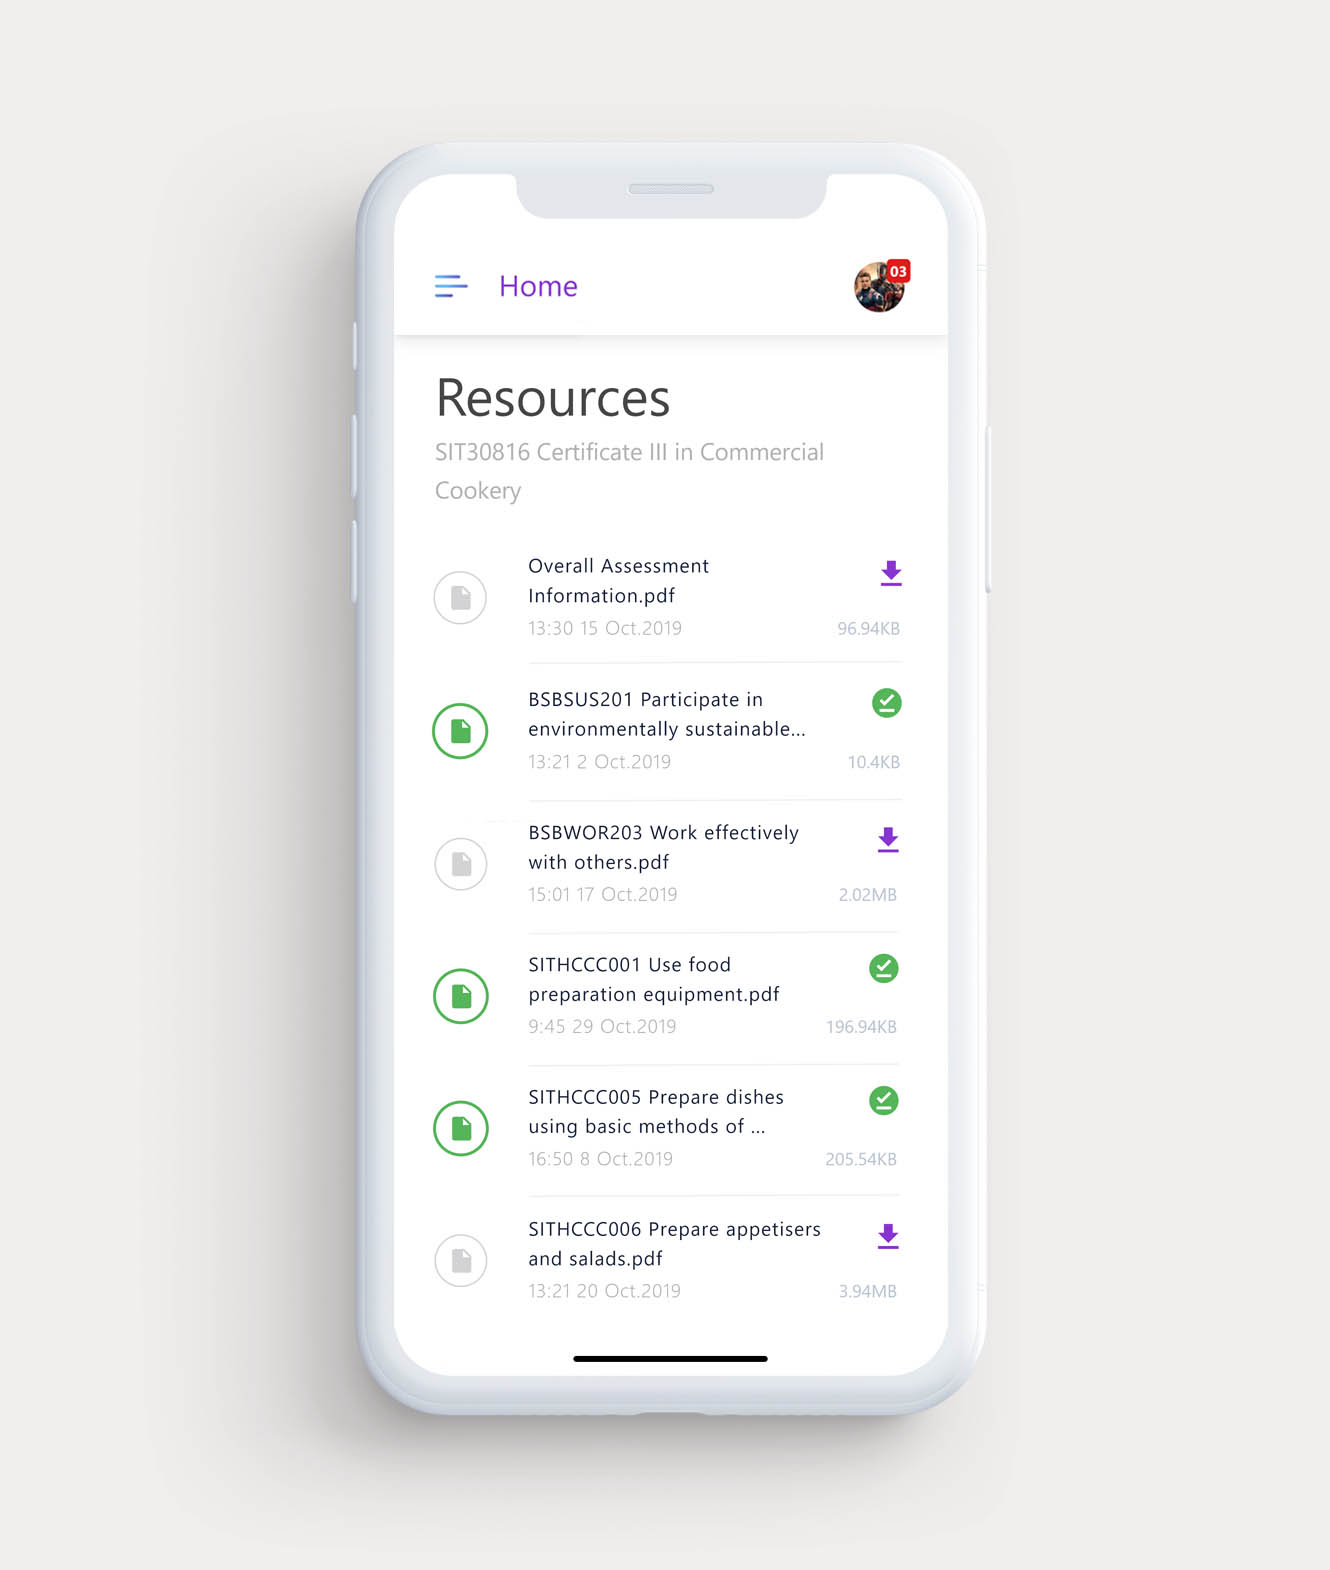 Home
03
Resources
SIT30816 Certificate III in Commercial
Cookery
Overall Assessment
Information.pdf
13:30 15 Oct.2019
96.94KB
BSBSUS201 Participate in
environmentally sustainable...
13:21 2 Oct.2019
10.4KB
BSBWOR203 Work effectively
with others.pdf
15:01 17 Oct.2019
2.02MB
SITHCCC001 Use food
preparation equipment.pdf
9:45 29 Oct.2019
196.94KB
SITHCCC005 Prepare dishes
using basic methods of ...
16:50 8 Oct.2019
205.54KB
SITHCCC006 Prepare appetisers
and salads.pdf
13:21 20 Oct.2019
3.94MB